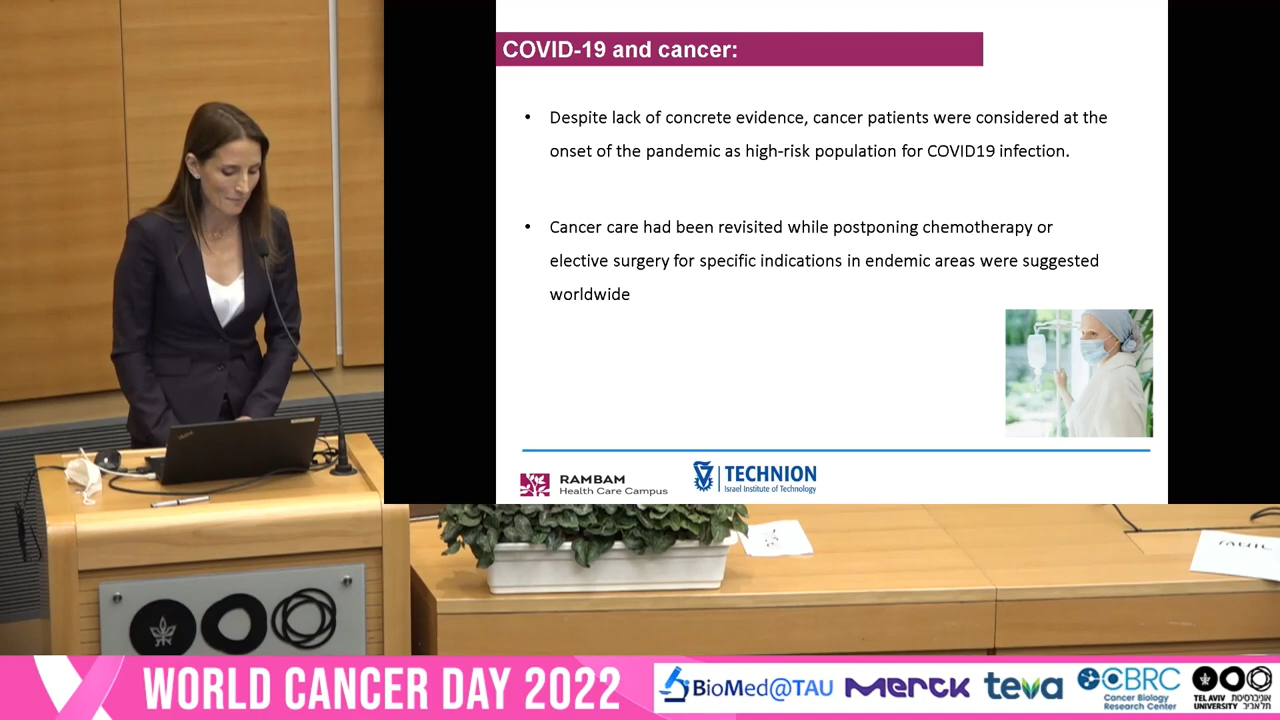 COVID-19 and cancer:
• Despite lack of concrete evidence, cancer patients were considered at the
onset of the pandemic as high-risk population for COVID19 infection.
• Cancer care had been revisited while postponing chemotherapy or
elective surgery for specific indications in endemic areas were suggested
worldwide
RAMBAM
Health Care Campus
TECHNION
Israel Institute of Technology
WORLD CANCER DAY 2022
BioMed@TAU
MERCK
teva
CBRC
Cancer Biology
Research Center
TEL AVIV אוניברסיטת
UNIVERSITY תל אביב